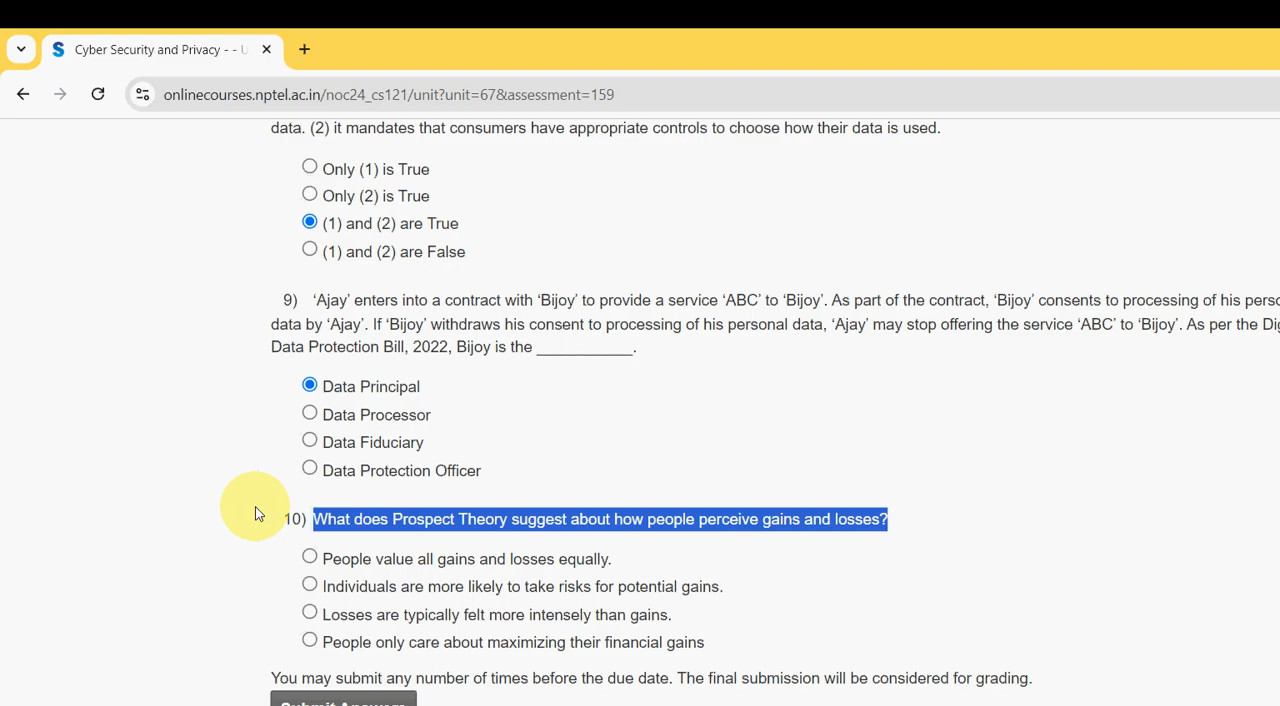 Cyber Security and Privacy - - U
onlinecourses.nptel.ac.in/noc24_cs121/unit?unit=67&assessment=159
data. (2) it mandates that consumers have appropriate controls to choose how their data is used.
Only (1) is True
Only (2) is True
(1) and (2) are True
(1) and (2) are False
9) ‘Ajay’ enters into a contract with ‘Bijoy’ to provide a service ‘ABC’ to ‘Bijoy’. As part of the contract, ‘Bijoy’ consents to processing of his perso
data by ‘Ajay’. If ‘Bijoy’ withdraws his consent to processing of his personal data, ‘Ajay’ may stop offering the service ‘ABC’ to ‘Bijoy’. As per the Dig
Data Protection Bill, 2022, Bijoy is the ___________.
Data Principal
Data Processor
Data Fiduciary
Data Protection Officer
10) What does Prospect Theory suggest about how people perceive gains and losses?
People value all gains and losses equally.
Individuals are more likely to take risks for potential gains.
Losses are typically felt more intensely than gains.
People only care about maximizing their financial gains
You may submit any number of times before the due date. The final submission will be considered for grading.
Submit Answers